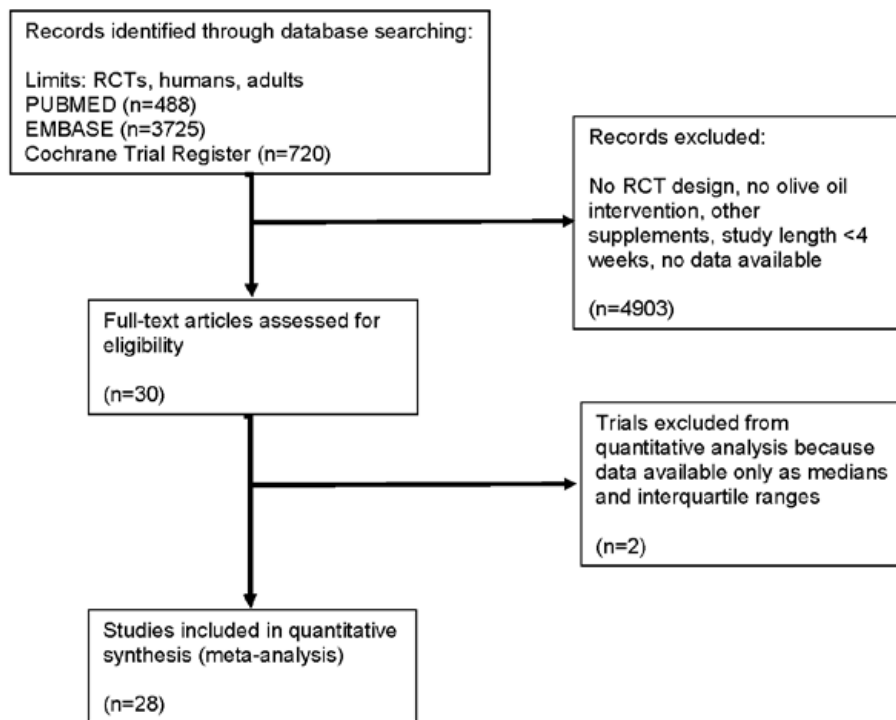 Records identified through database searching:
Limits: RCTs, humans, adults
PUBMED (n=488)
EMBASE (n=3725)
Cochrane Trial Register (n=720)
Records excluded:
No RCT design, no olive oil
intervention, other
supplements, study length <4
weeks, no data available
(n=4903)
Full-text articles assessed for
eligibility
(n=30)
Trials excluded from
quantitative analysis because
data available only as medians
and interquartile ranges
(n=2)
Studies included in quantitative
synthesis (meta-analysis)
(n=28)